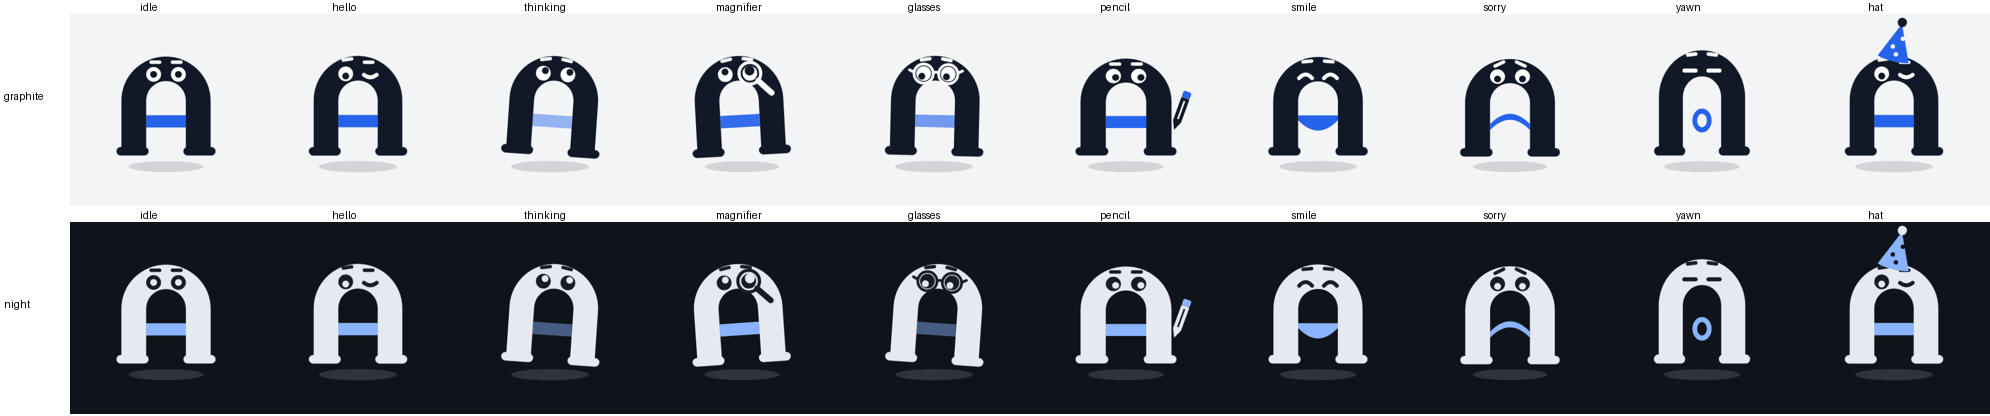 idle hello thinking magnifier glasses pencil smile sorry yawn hat
graphite
idle hello thinking magnifier glasses pencil smile sorry yawn hat
night